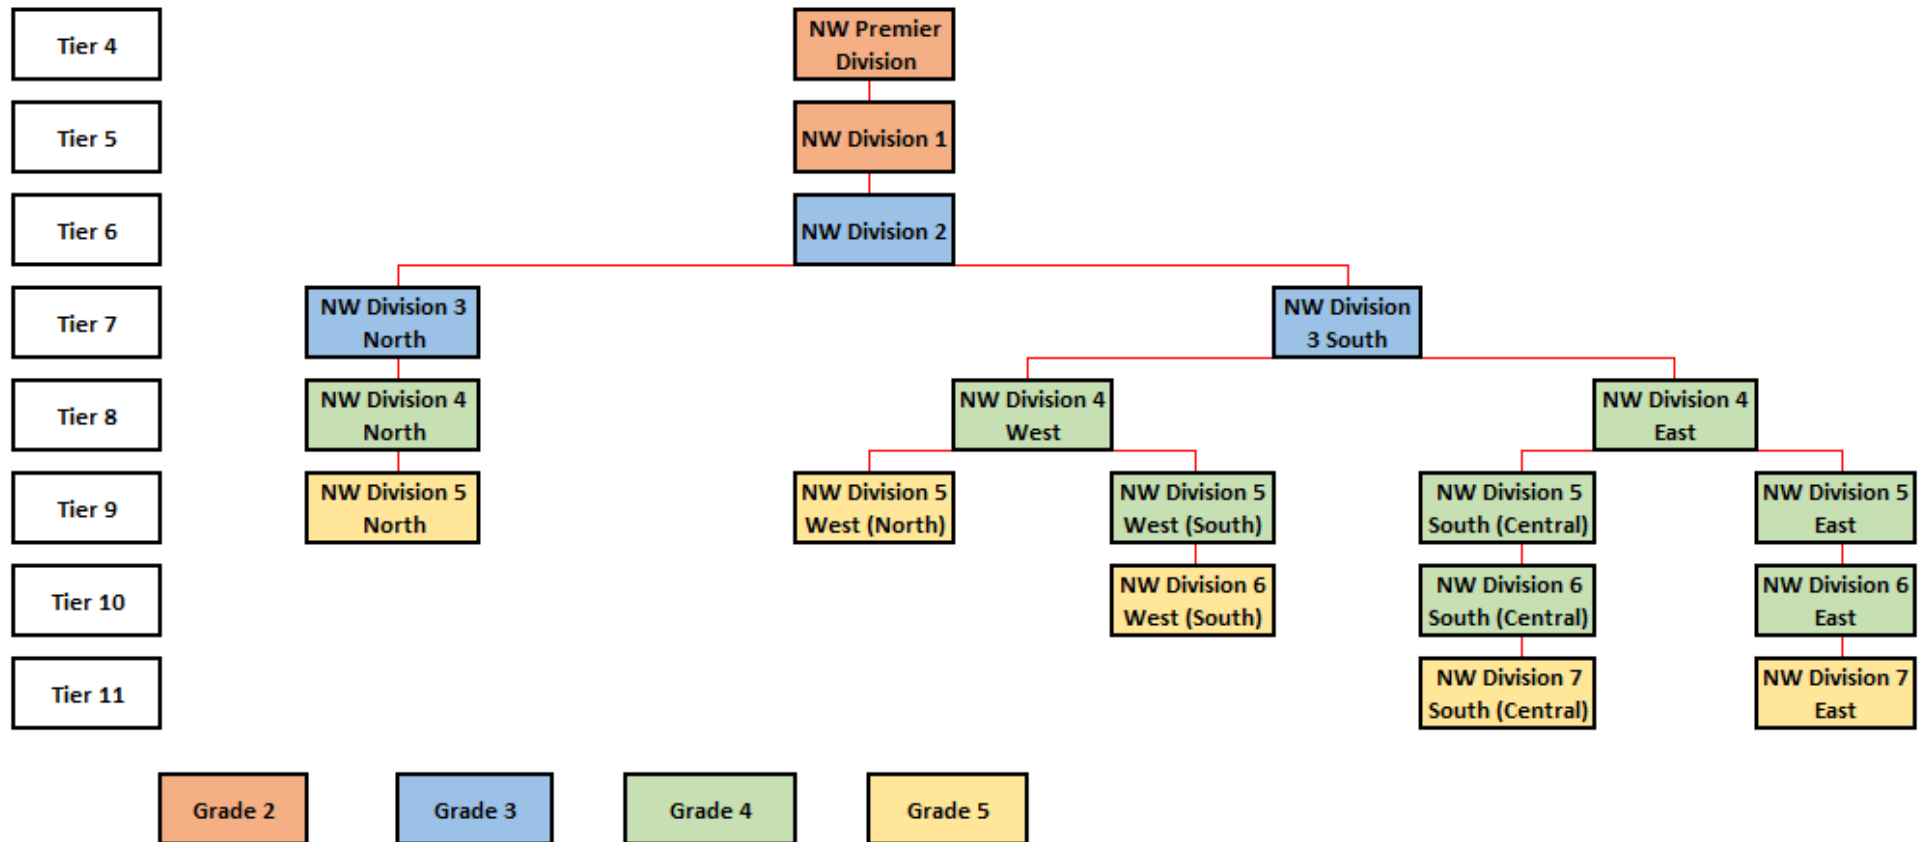 Tier 4
NW Premier
Division
Tier 5
NW Division 1
Tier 6
NW Division 2
Tier 7
NW Division 3
North
NW Division
3 South
Tier 8
NW Division 4
North
NW Division 4
West
NW Division 4
East
Tier 9
NW Division 5
North
NW Division 5
West (North)
NW Division 5
West (South)
NW Division 5
South (Central)
NW Division 5
East
Tier 10
NW Division 6
West (South)
NW Division 6
South (Central)
NW Division 6
East
Tier 11
NW Division 7
South (Central)
NW Division 7
East
Grade 2
Grade 3
Grade 4
Grade 5